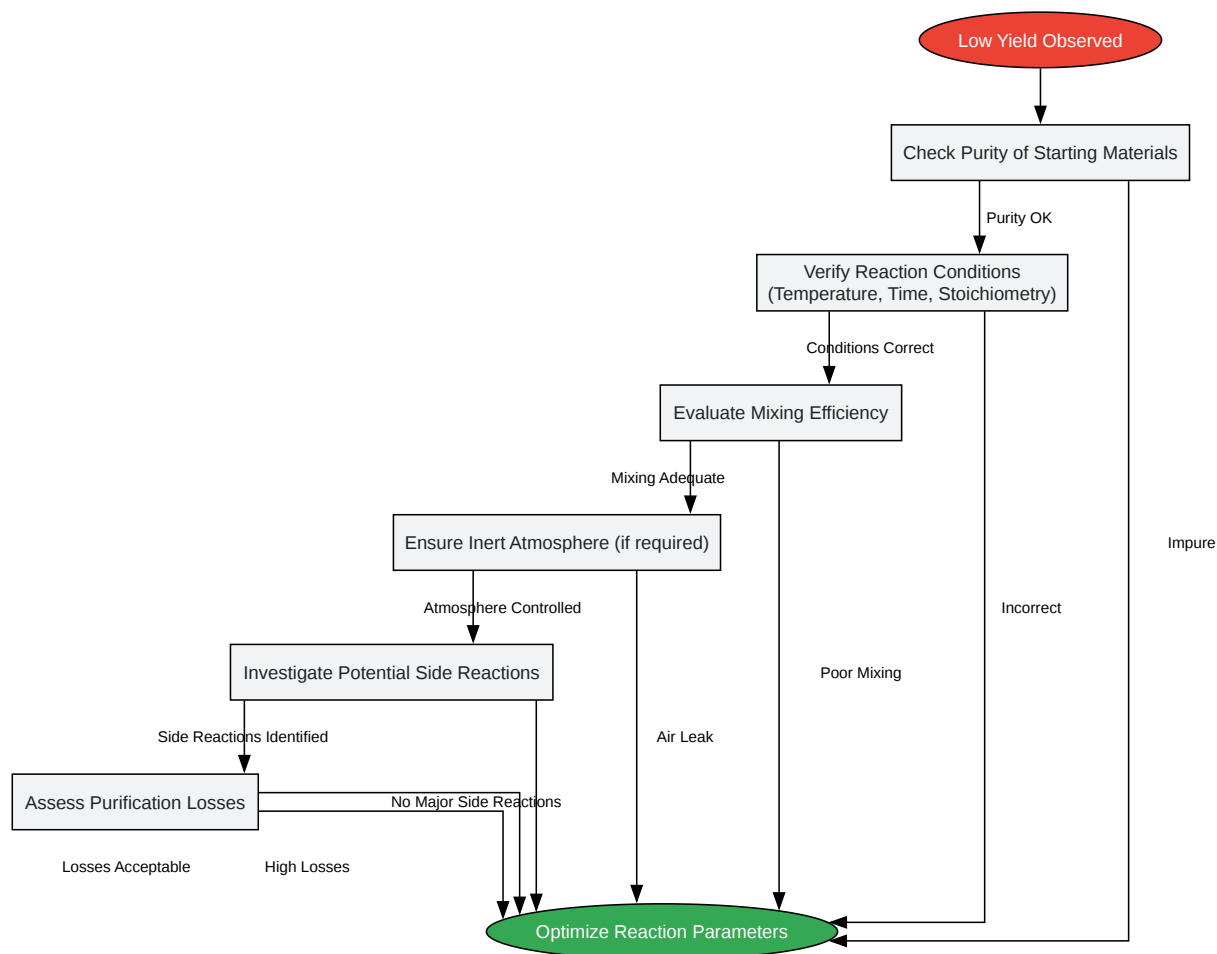 Low Yield Observed
Check Purity of Starting Materials
Purity OK
Verify Reaction Conditions
(Temperature, Time, Stoichiometry)
Conditions Correct
Evaluate Mixing Efficiency
Mixing Adequate
Ensure Inert Atmosphere (if required)
Impure
Atmosphere Controlled
Incorrect
Investigate Potential Side Reactions
Poor Mixing
Side Reactions Identified
Air Leak
Assess Purification Losses
No Major Side Reactions
Losses Acceptable
High Losses
Optimize Reaction Parameters